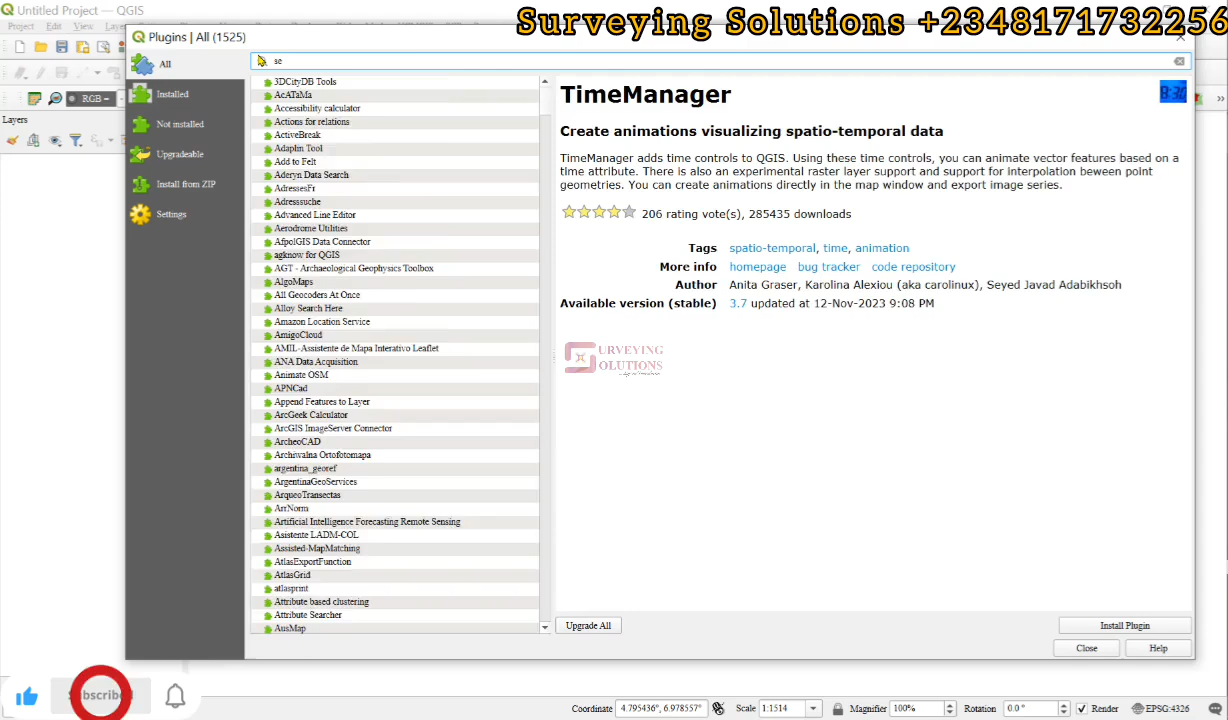 Untitled Project — QGIS
Surveying Solutions +2348171732256
Project Edit View Layer
Plugins | All (1525)
All
se
Installed
Not installed
Upgradeable
Install from ZIP
Settings
RGB
Layers
3DCityDB Tools
AcATaMa
Accessibility calculator
Actions for relations
ActiveBreak
Adaplm Tool
Add to Felt
Aderyn Data Search
AdressesFr
Adresssuche
Advanced Line Editor
Aerodrome Utilities
AfpolGIS Data Connector
agknow for QGIS
AGT - Archaeological Geophysics Toolbox
AlgoMaps
All Geocoders At Once
Alloy Search Here
Amazon Location Service
AmigoCloud
AMIL-Assistente de Mapa Interativo Leaflet
ANA Data Acquisition
Animate OSM
APNCad
Append Features to Layer
ArcGeek Calculator
ArcGIS ImageServer Connector
ArcheoCAD
Archiwalna Ortofotomapa
argentina_georef
ArgentinaGeoServices
ArqueoTransectas
ArrNorm
Artificial Intelligence Forecasting Remote Sensing
Asistente LADM-COL
Assisted-MapMatching
AtlasExportFunction
AtlasGrid
atlasprint
Attribute based clustering
Attribute Searcher
AusMap
TimeManager
8:30
Create animations visualizing spatio-temporal data
TimeManager adds time controls to QGIS. Using these time controls, you can animate vector features based on a
time attribute. There is also an experimental raster layer support and support for interpolation beween point
geometries. You can create animations directly in the map window and export image series.
206 rating vote(s), 285435 downloads
Tags spatio-temporal, time, animation
More info homepage bug tracker code repository
Author Anita Graser, Karolina Alexiou (aka carolinux), Seyed Javad Adabikhsoh
Available version (stable) 3.7 updated at 12-Nov-2023 9:08 PM
SURVEYING
SOLUTIONS
Upgrade All
Install Plugin
Close
Help
Subscribed
Coordinate 4.795436°, 6.978557° Scale 1:1514 Magnifier 100% Rotation 0.0° Render EPSG:4326